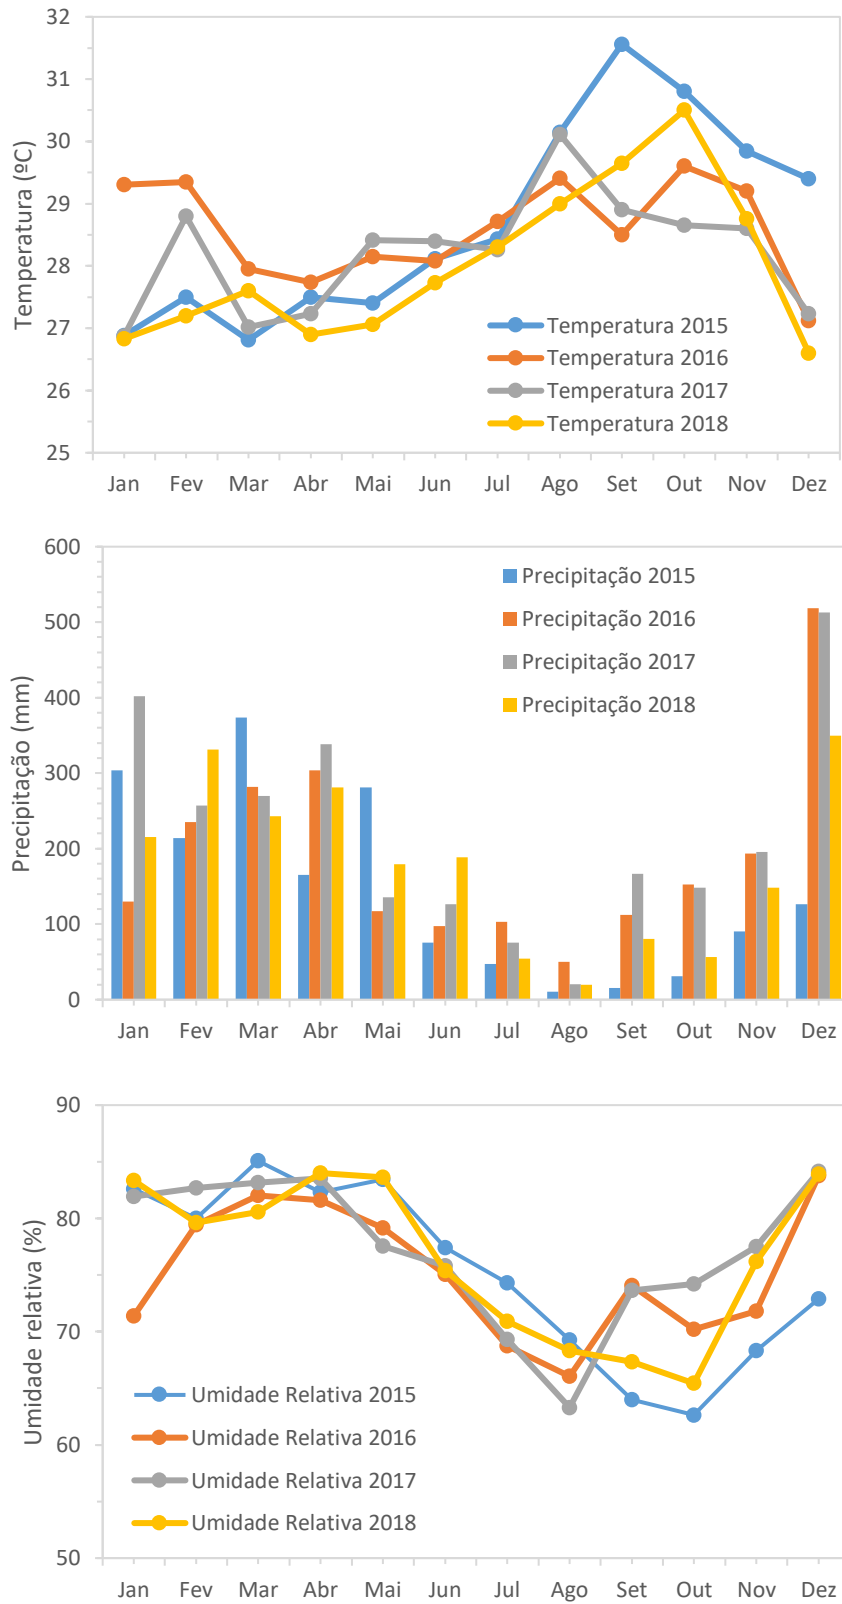 Temperatura (ºC)
32
31
30
29
28
27
26
25
Temperatura 2015
Temperatura 2016
Temperatura 2017
Temperatura 2018
Jan Fev Mar Abr Mai Jun Jul Ago Set Out Nov Dez
Precipitação (mm)
600
500
400
300
200
100
0
Precipitação 2015
Precipitação 2016
Precipitação 2017
Precipitação 2018
Jan Fev Mar Abr Mai Jun Jul Ago Set Out Nov Dez
Umidade relativa (%)
90
80
70
60
50
Umidade Relativa 2015
Umidade Relativa 2016
Umidade Relativa 2017
Umidade Relativa 2018
Jan Fev Mar Abr Mai Jun Jul Ago Set Out Nov Dez